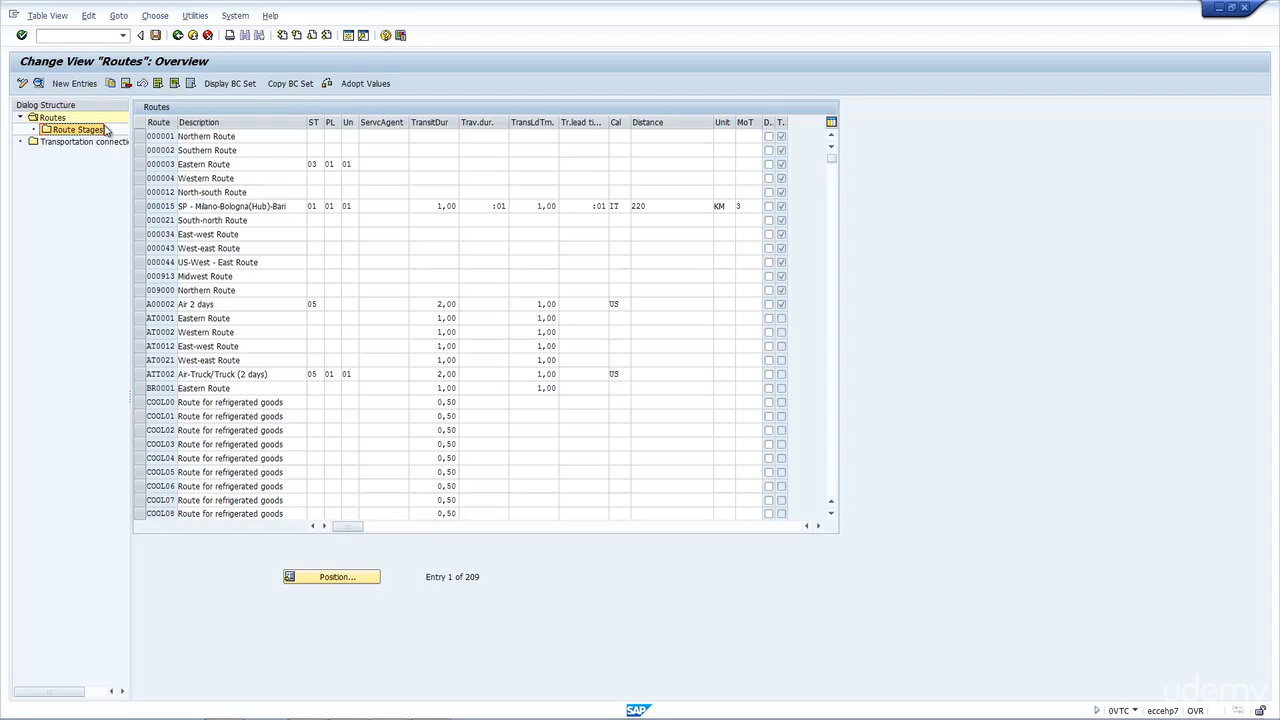 Table View Edit Goto Choose Utilities System Help
Change View "Routes": Overview
New Entries Display BC Set Copy BC Set Adopt Values
Dialog Structure
Routes
Route Stages
Transportation connecti
Routes
Route Description ST PL Un ServcAgent TransitDur Trav.dur. TransLdTm. Tr.lead ti... Cal Distance Unit MoT D. T.
000001 Northern Route
000002 Southern Route
000003 Eastern Route 03 01 01
000004 Western Route
000012 North-south Route
000015 SP - Milano-Bologna(Hub)-Bari 01 01 01 1,00 :01 1,00 :01 IT 220 KM 3
000021 South-north Route
000034 East-west Route
000043 West-east Route
000044 US-West - East Route
000913 Midwest Route
009000 Northern Route
A00002 Air 2 days 05 2,00 1,00 US
AT0001 Eastern Route 1,00 1,00
AT0002 Western Route 1,00 1,00
AT0012 East-west Route 1,00 1,00
AT0021 West-east Route 1,00 1,00
ATT002 Air-Truck/Truck (2 days) 05 01 01 2,00 1,00 US
BR0001 Eastern Route 1,00 1,00
COOL00 Route for refrigerated goods 0,50
COOL01 Route for refrigerated goods 0,50
COOL02 Route for refrigerated goods 0,50
COOL03 Route for refrigerated goods 0,50
COOL04 Route for refrigerated goods 0,50
COOL05 Route for refrigerated goods 0,50
COOL06 Route for refrigerated goods 0,50
COOL07 Route for refrigerated goods 0,50
COOL08 Route for refrigerated goods 0,50
Position... Entry 1 of 209
udemy
SAP 0VTC eccehp7 OVR